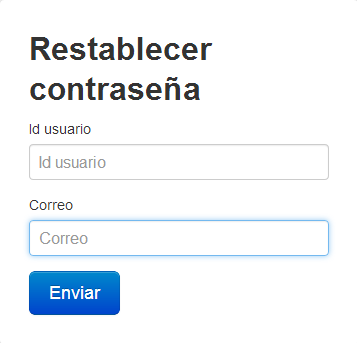 Restablecer
contraseña
Id usuario
Id usuario
Correo
Correo
Enviar